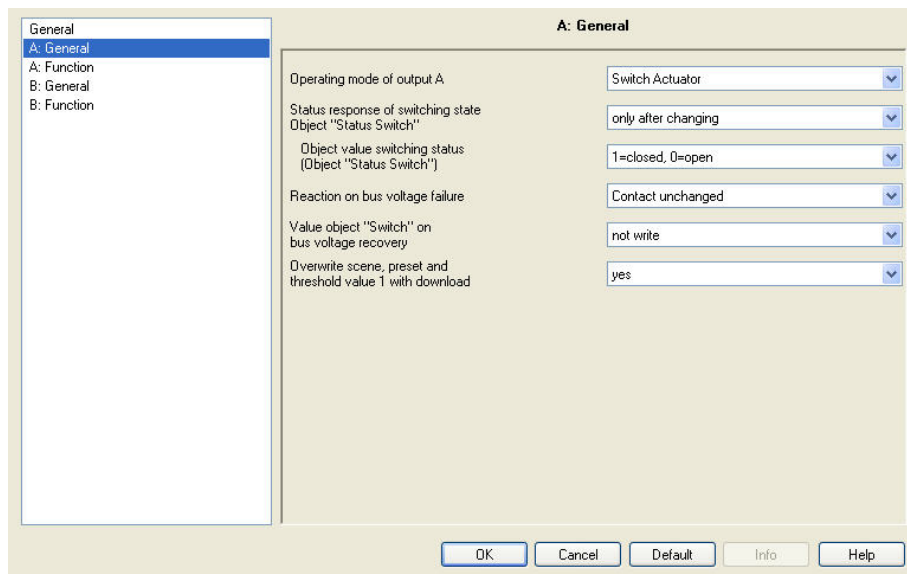 General
A: General
A: Function
B: General
B: Function
A: General
Operating mode of output A
Switch Actuator
Status response of switching state
Object "Status Switch"
only after changing
Object value switching status
(Object "Status Switch")
1=closed, 0=open
Reaction on bus voltage failure
Contact unchanged
Value object "Switch" on
bus voltage recovery
not write
Overwrite scene, preset and
threshold value 1 with download
yes
OK
Cancel
Default
Info
Help